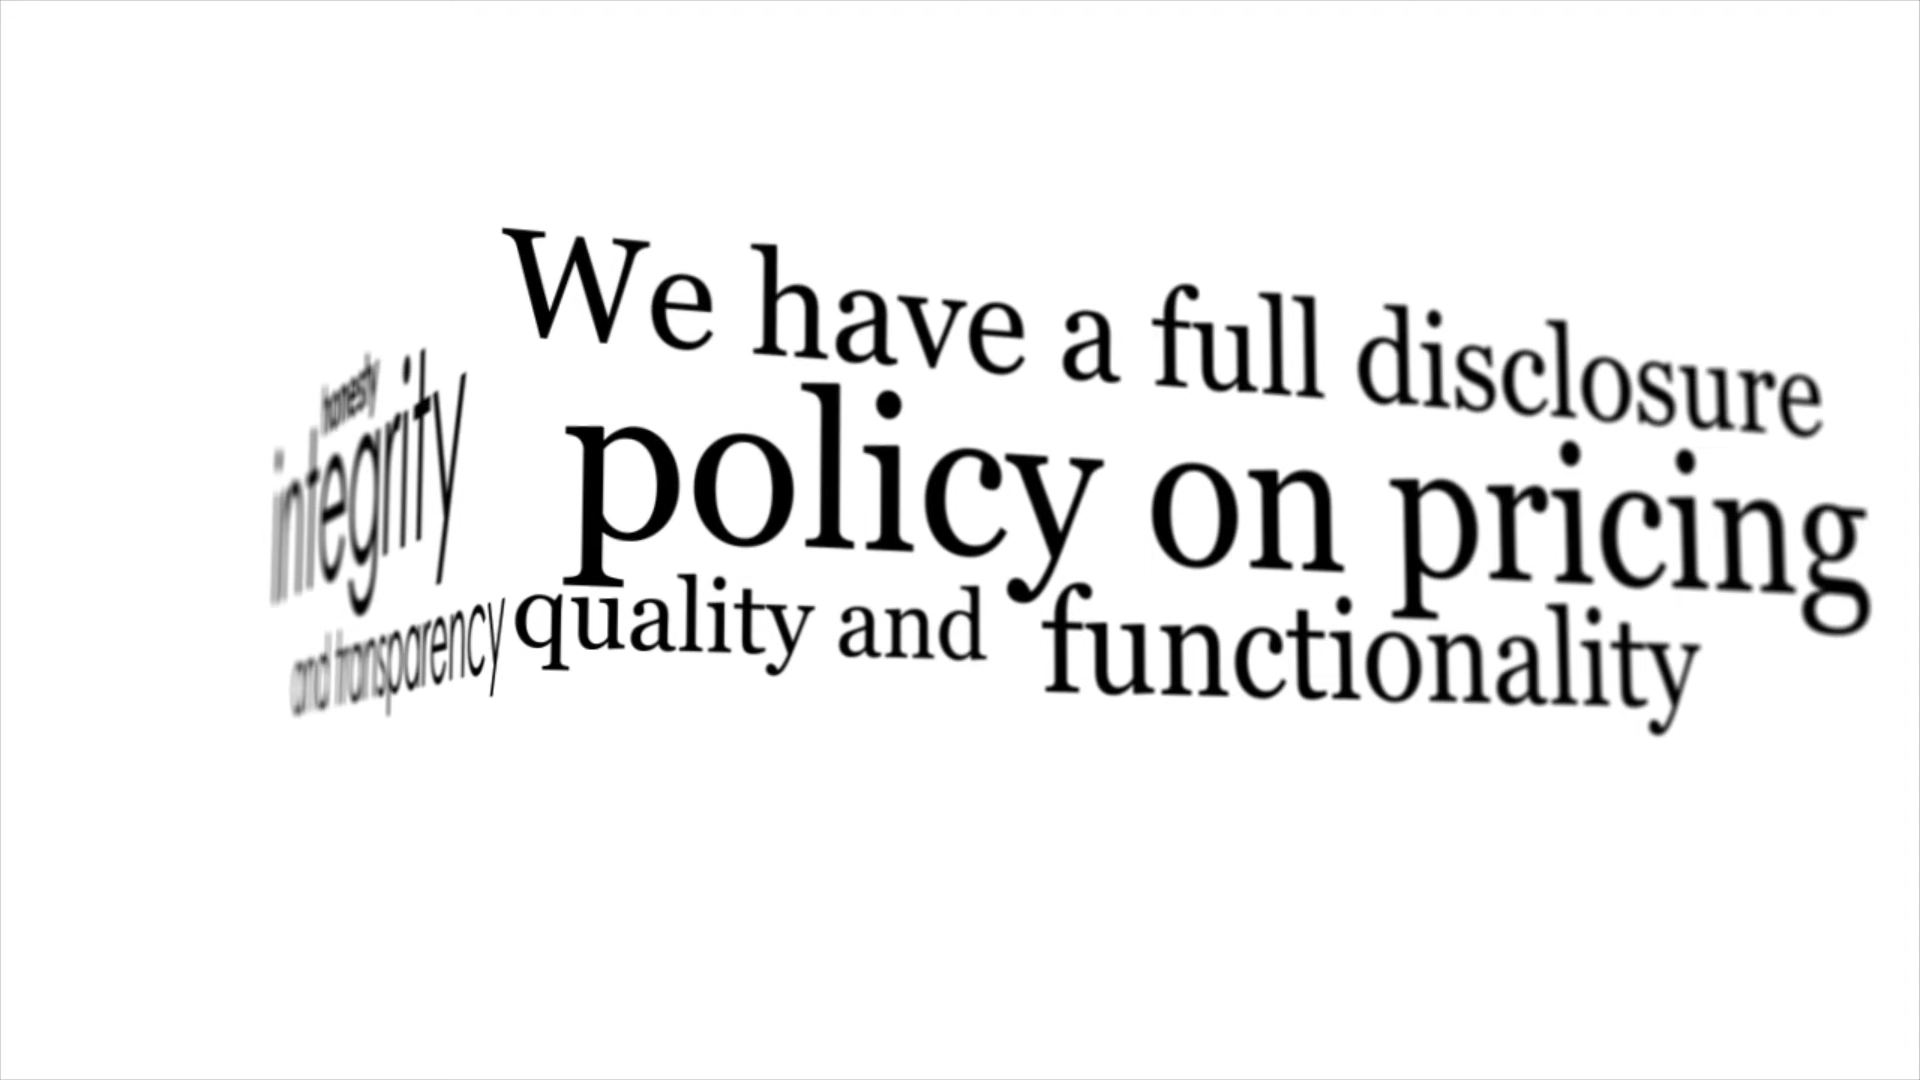 honesty
integrity
and transparency
We have a full disclosure
policy on pricing
quality and functionality